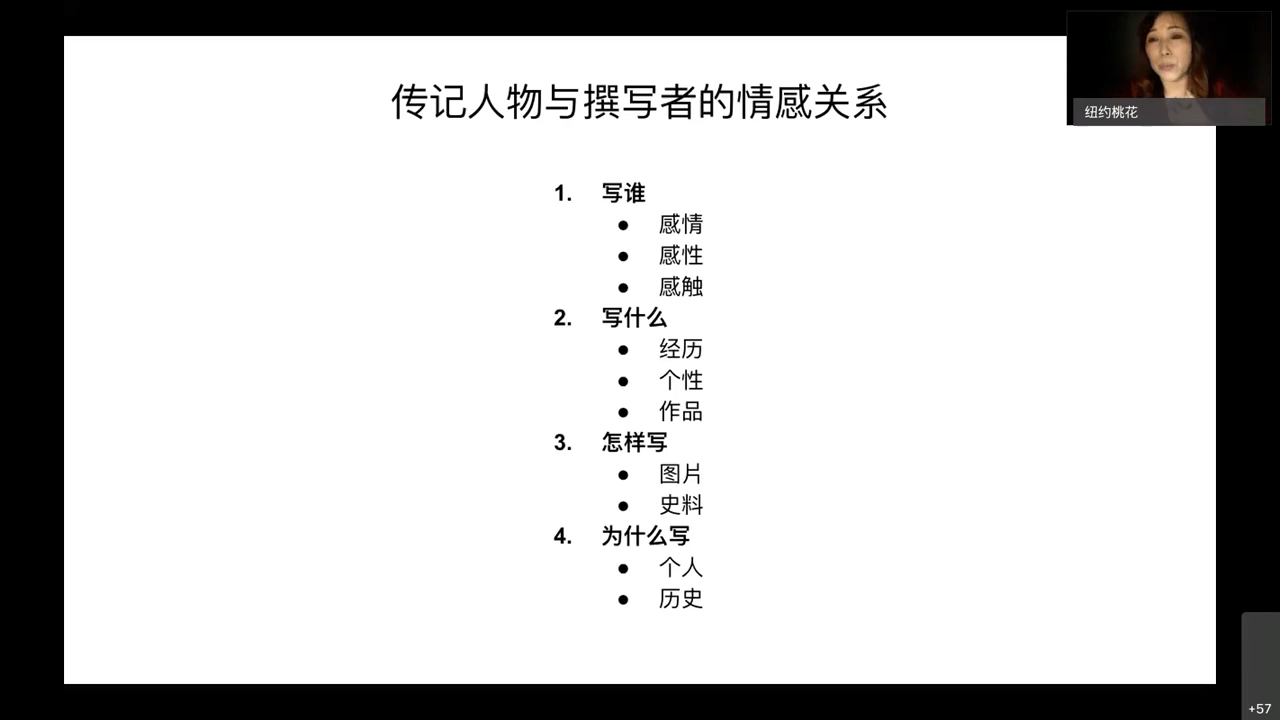 传记人物与撰写者的情感关系
纽约桃花
1. 写谁
● 感情
● 感性
● 感触
2. 写什么
● 经历
● 个性
● 作品
3. 怎样写
● 图片
● 史料
4. 为什么写
● 个人
● 历史
+57